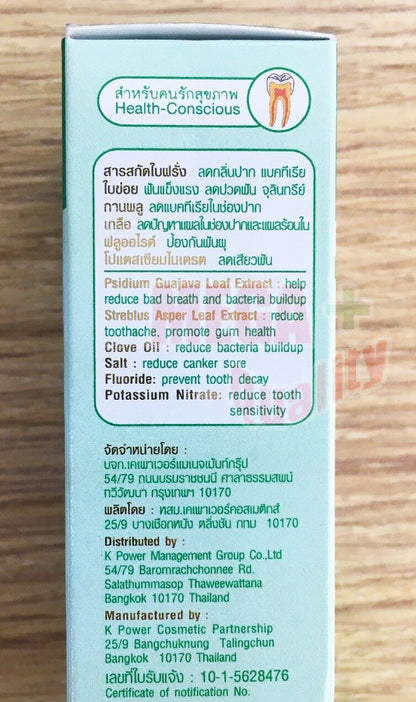 สำหรับคนรักสุขภาพ
Health-Conscious
สารสกัดใบฝรั่ง ลดกลิ่นปาก แบคทีเรีย
ใบข่อย ฟันแข็งแรง ลดปวดฟัน จุลินทรีย์
กานพลู ลดแบคทีเรียในช่องปาก
เกลือ ลดปัญหาแผลในช่องปากและแผลร้อนใน
ฟลูออไรด์ ป้องกันฟันผุ
โปแตสเซียมไนเตรต ลดเสียวฟัน
Psidium Guajava Leaf Extract : help
reduce bad breath and bacteria buildup
Streblus Asper Leaf Extract : reduce
toothache, promote gum health
Clove Oil : reduce bacteria buildup
Salt : reduce canker sore
Fluoride: prevent tooth decay
Potassium Nitrate: reduce tooth
sensitivity
จัดจำหน่ายโดย :
บจก.เคเพาเวอร์แมเนจเม้นท์กรุ๊ป
54/79 ถนนบรมราชชนนี ศาลาธรรมสพน์
ทวีวัฒนา กรุงเทพฯ 10170
ผลิตโดย : หสม.เคเพาเวอร์คอสเมติกส์
25/9 บางเชือกหนัง ตลิ่งชัน กทม 10170
Distributed by :
K Power Management Group Co.,Ltd
54/79 Baromrachchonnee Rd.
Salathummasop Thaweewattana
Bangkok 10170 Thailand
Manufactured by :
K Power Cosmetic Partnership
25/9 Bangchuknung Talingchun
Bangkok 10170 Thailand
เลขที่ใบรับแจ้ง : 10-1-5628476
Certificate of notification No.